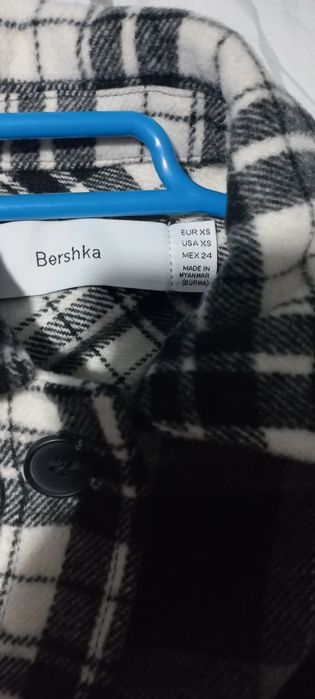 Bershka
EUR XS
USA XS
MEX 24
MADE IN
MYANMAR
(BURMA)